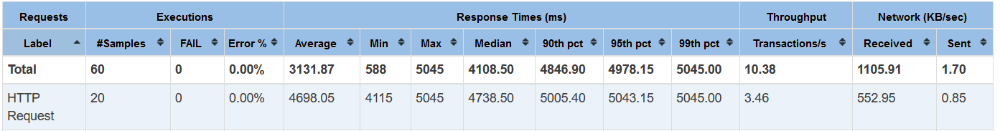 Requests Executions Response Times (ms) Throughput Network (KB/sec)
Label #Samples FAIL Error % Average Min Max Median 90th pct 95th pct 99th pct Transactions/s Received Sent
Total 60 0 0.00% 3131.87 588 5045 4108.50 4846.90 4978.15 5045.00 10.38 1105.91 1.70
HTTP 20 0 0.00% 4698.05 4115 5045 4738.50 5005.40 5043.15 5045.00 3.46 552.95 0.85
Request